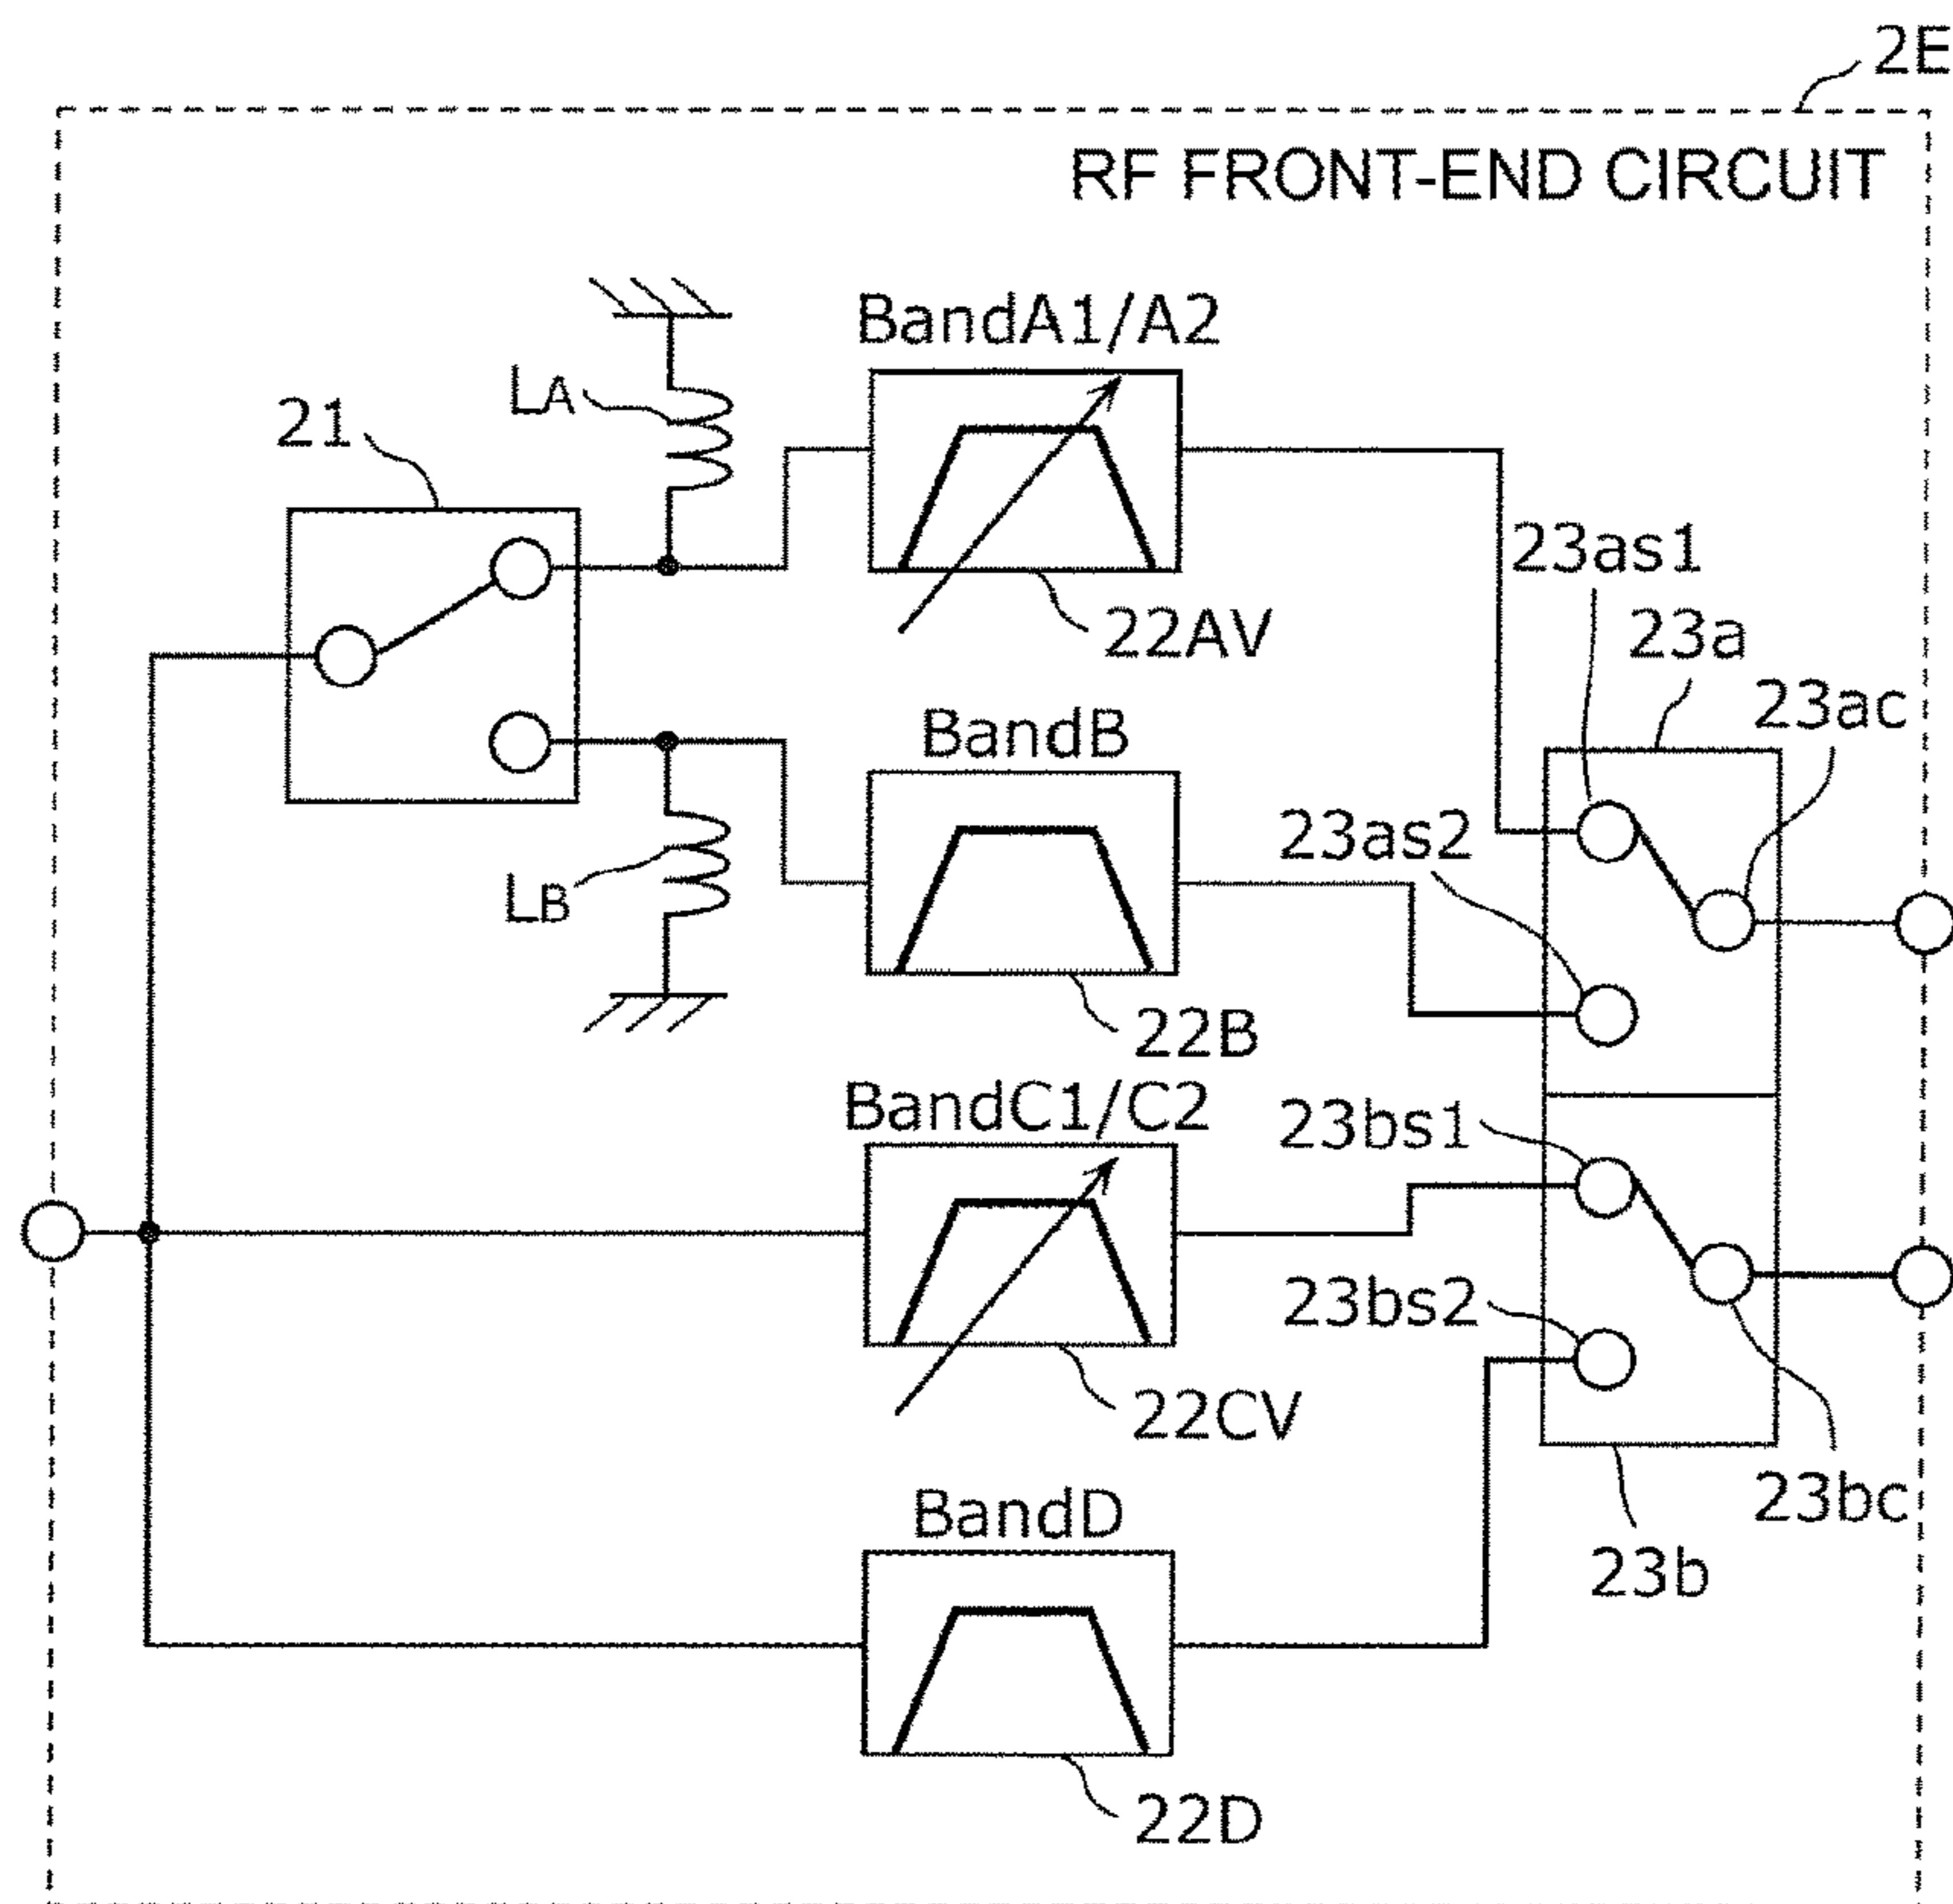 2E
RF FRONT-END CIRCUIT
BandA1/A2
LA
21
23as1
22AV
23a
23ac
BandB
23as2
LB
22B
BandC1/C2
23bs1
23bs2
22CV
23bc
BandD
23b
22D